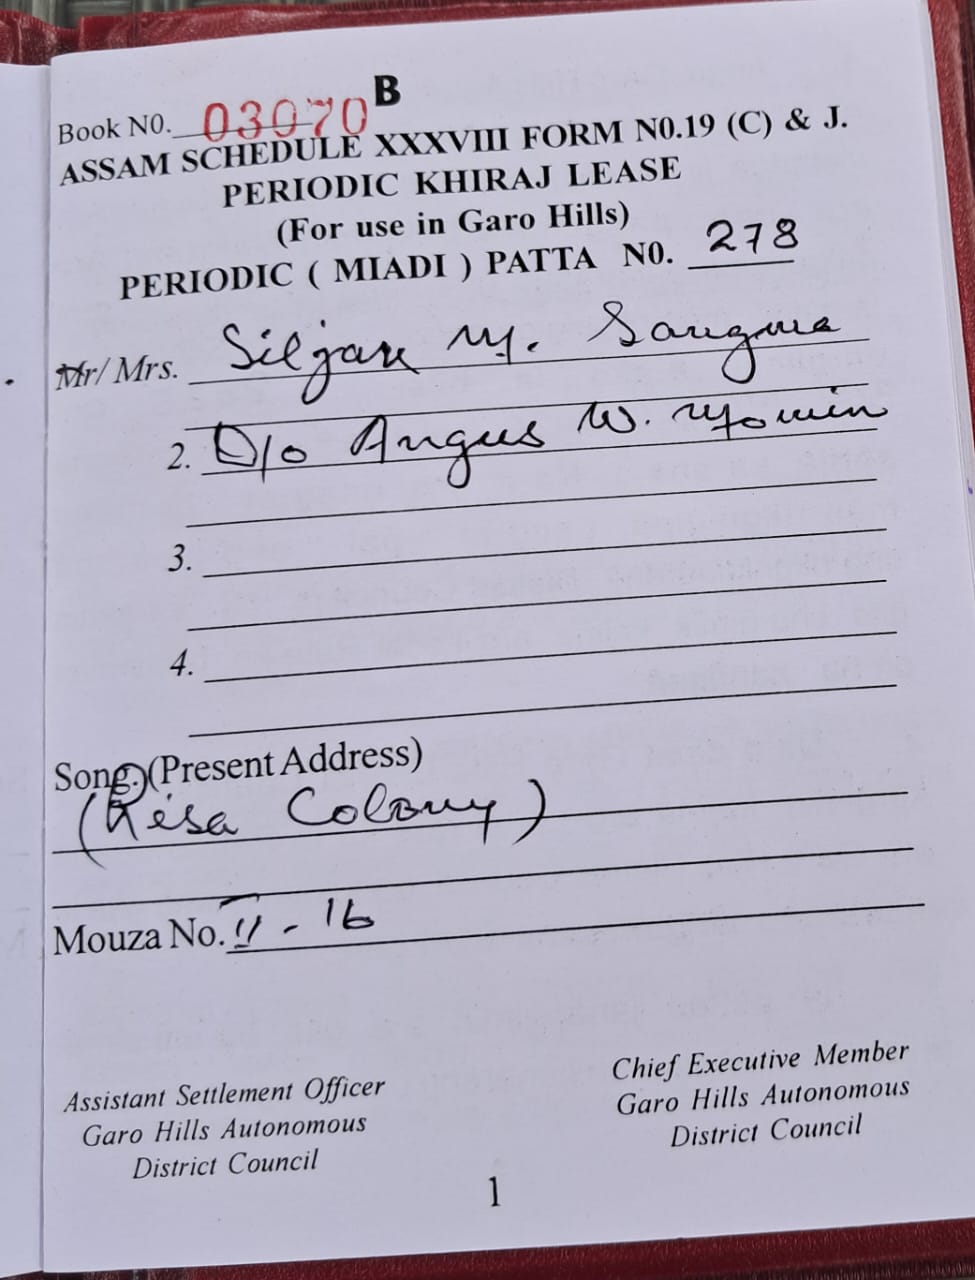 B
Book N0. 03070
ASSAM SCHEDULE XXXVIII FORM N0.19 (C) & J.
PERIODIC KHIRAJ LEASE
(For use in Garo Hills)
PERIODIC ( MIADI ) PATTA N0. 278
Mr/ Mrs. Siljan M. Sangma
2. D/o Angus W. Momin
3.
4.
Song.(Present Address)
(Resa Colony)
Mouza No. II - 16
Assistant Settlement Officer
Garo Hills Autonomous
District Council
Chief Executive Member
Garo Hills Autonomous
District Council
1